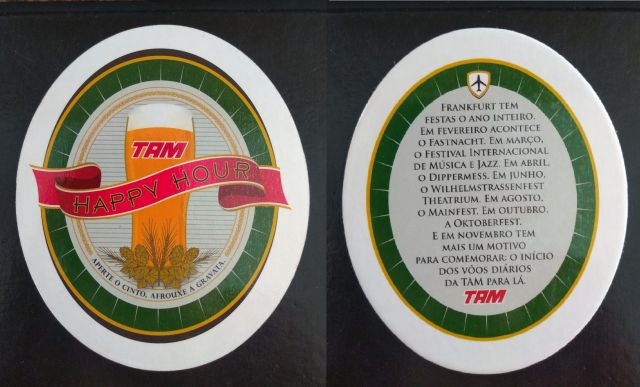 TAM
HAPPY HOUR
APERTE O CINTO, AFROUXE A GRAVATA.
FRANKFURT TEM
FESTAS O ANO INTEIRO.
EM FEVEREIRO ACONTECE
O FASTNACHT. EM MARÇO,
O FESTIVAL INTERNACIONAL
DE MÚSICA E JAZZ. EM ABRIL,
O DIPPERMESS. EM JUNHO,
O WILHELMSTRASSENFEST
THEATRIUM. EM AGOSTO,
O MAINFEST. EM OUTUBRO,
A OKTOBERFEST.
E EM NOVEMBRO TEM
MAIS UM MOTIVO
PARA COMEMORAR: O INÍCIO
DOS VÔOS DIÁRIOS
DA TAM PARA LÁ.
TAM